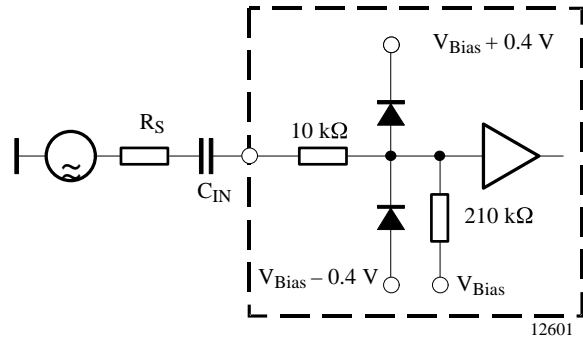 V_Bias + 0.4 V
R_S
10 kΩ
C_IN
210 kΩ
V_Bias – 0.4 V
V_Bias
12601